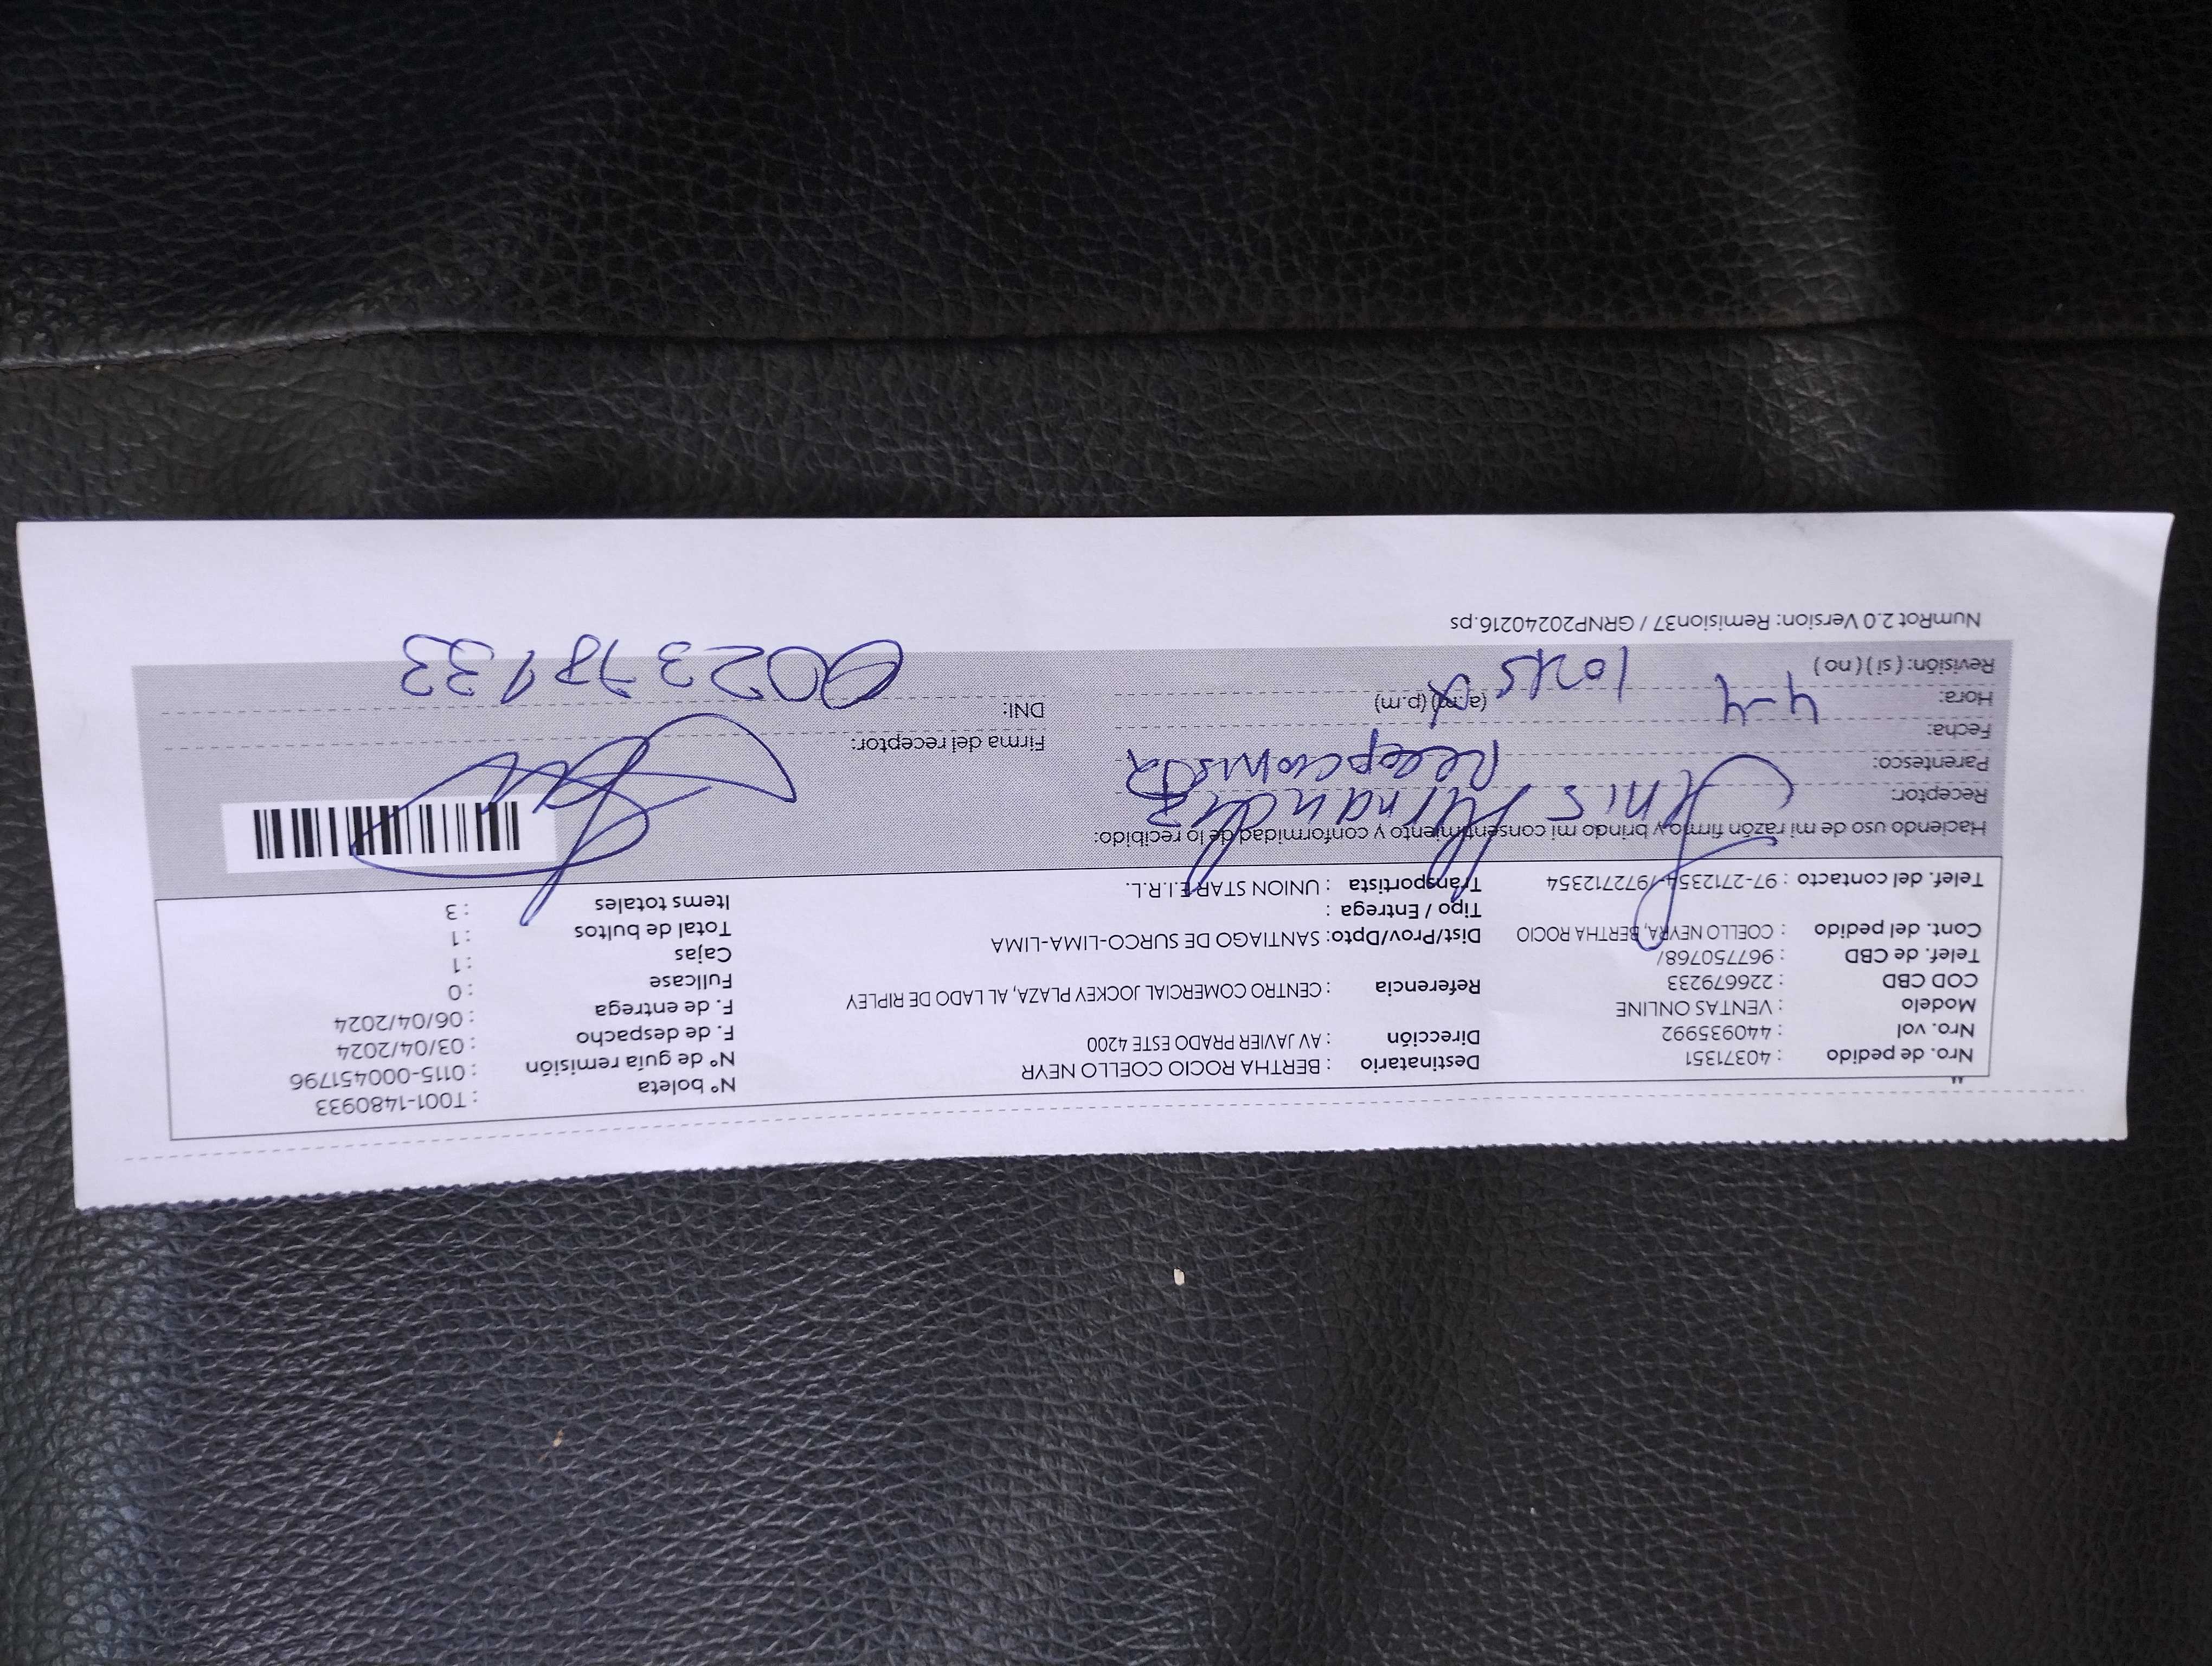 Nro. de pedido : 40371351
Nro. vol : 440935992
Modelo : VENTAS ONLINE
COD CBD : 226679233
Telef. de CBD : 967750768/
Cont. del pedido : COELLO NEYRA, BERTHA ROCIO
Telef. del contacto : 97-2712354-/972712354
Destinatario : BERTHA ROCIO COELLO NEYR
Dirección : AV JAVIER PRADO ESTE 4200
Referencia : CENTRO COMERCIAL JOCKEY PLAZA, AL LADO DE RIPLEY
Dist/Prov/Dpto: SANTIAGO DE SURCO-LIMA-LIMA
Tipo / Entrega :
Transportista : UNION STAR E.I.R.L.
N° boleta : T001-1480933
N° de guía remisión : 0115-000451796
F. de despacho : 03/04/2024
F. de entrega : 06/04/2024
Fullcase : 0
Cajas : 1
Total de bultos : 1
Items totales : 3
Haciendo uso de mi razón firmo y brindo mi consentimiento y conformidad de lo recibido:
Receptor: Hernandez
Parentesco: Recepcionista
Fecha: 4-4
Hora: 10:15 (a.m) (p.m)
Revisión: ( si ) ( no )
Firma del receptor:
DNI:
NumRot 2.0 Version: Remision37 / GRNP20240216.ps